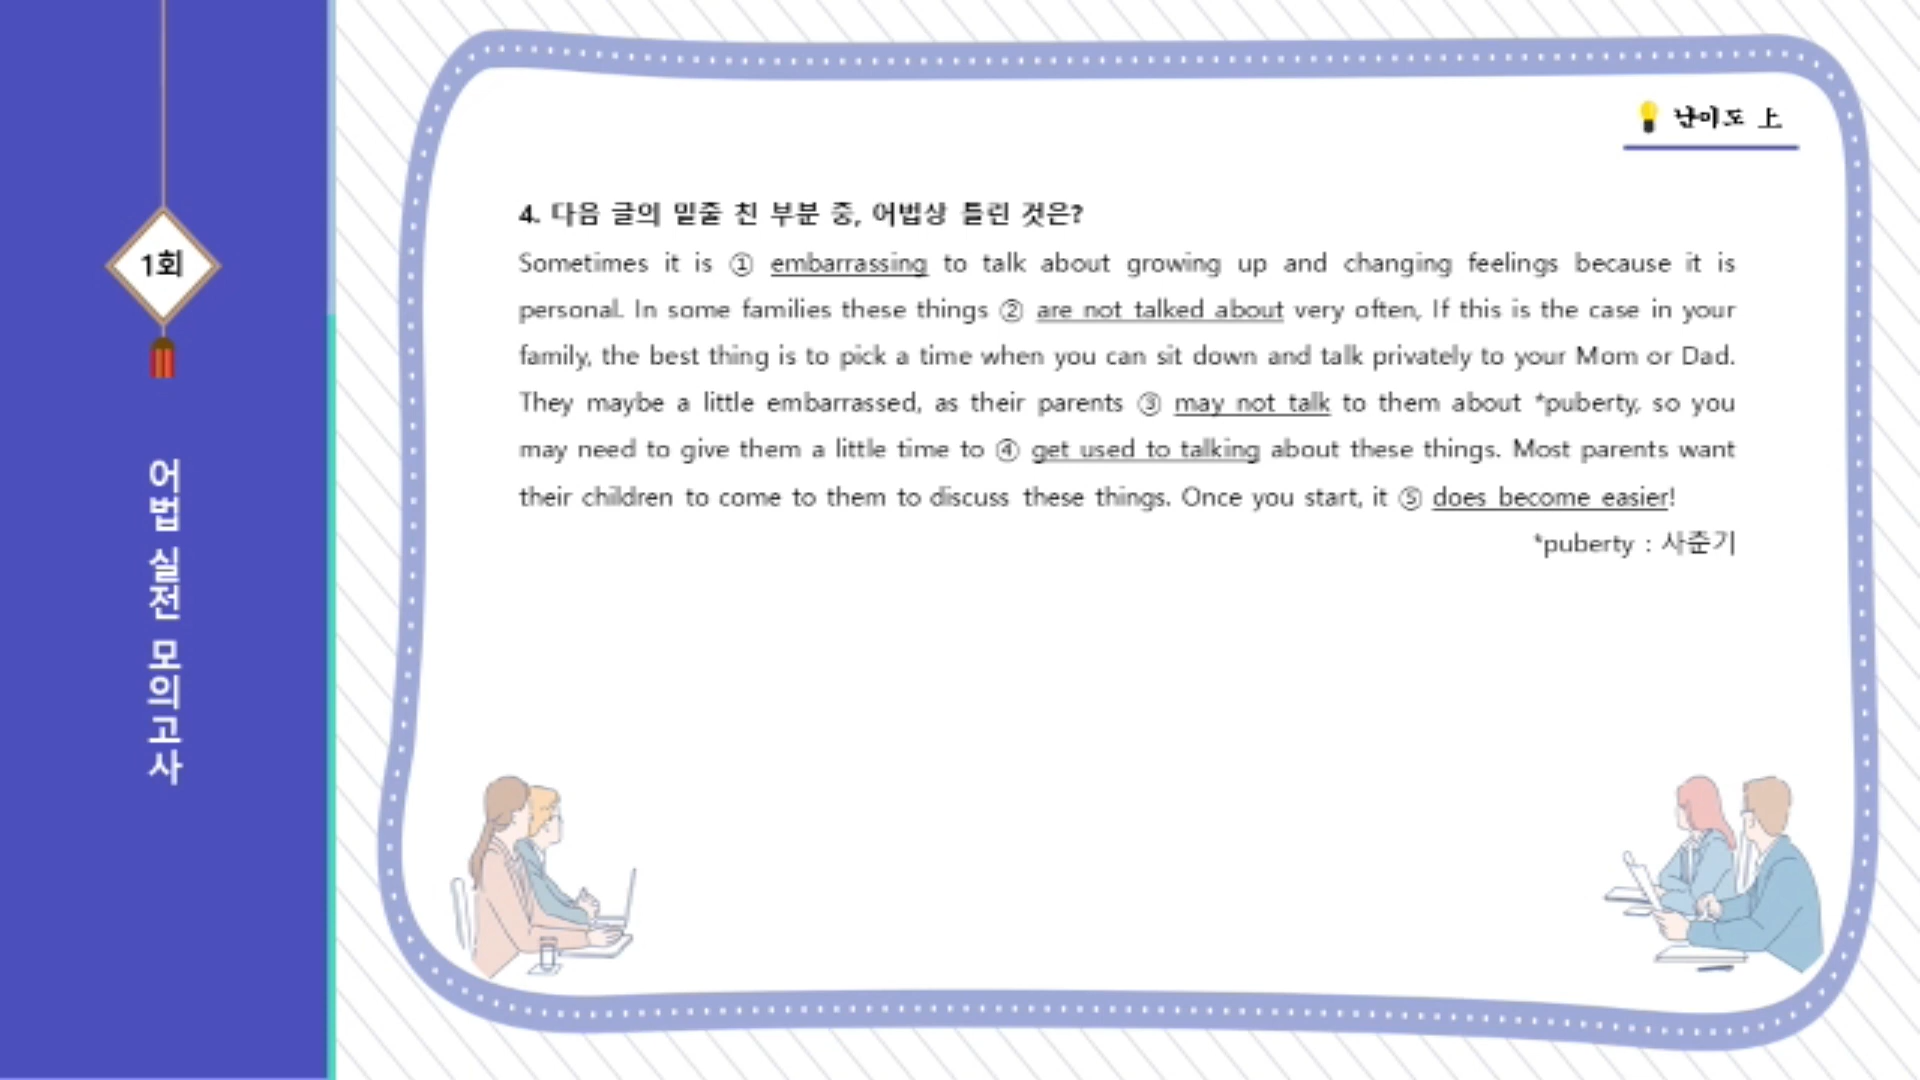 1회
어법 실전 모의고사
난이도 上
4. 다음 글의 밑줄 친 부분 중, 어법상 틀린 것은?
Sometimes it is ① embarrassing to talk about growing up and changing feelings because it is
personal. In some families these things ② are not talked about very often, If this is the case in your
family, the best thing is to pick a time when you can sit down and talk privately to your Mom or Dad.
They maybe a little embarrassed, as their parents ③ may not talk to them about *puberty, so you
may need to give them a little time to ④ get used to talking about these things. Most parents want
their children to come to them to discuss these things. Once you start, it ⑤ does become easier!
*puberty : 사춘기